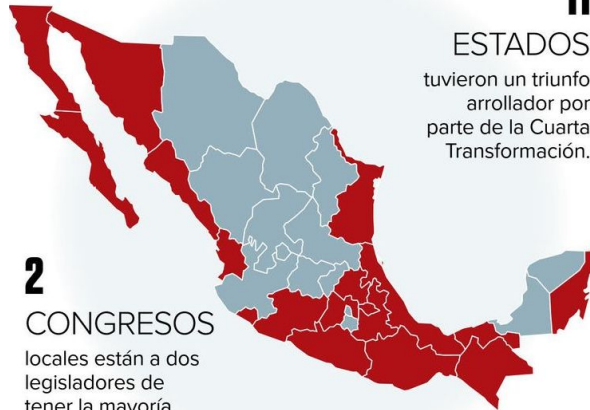 ESTADOS
tuvieron un triunfo
arrollador por
parte de la Cuarta
Transformación.
2
CONGRESOS
locales están a dos
legisladores de
tener la mayoría